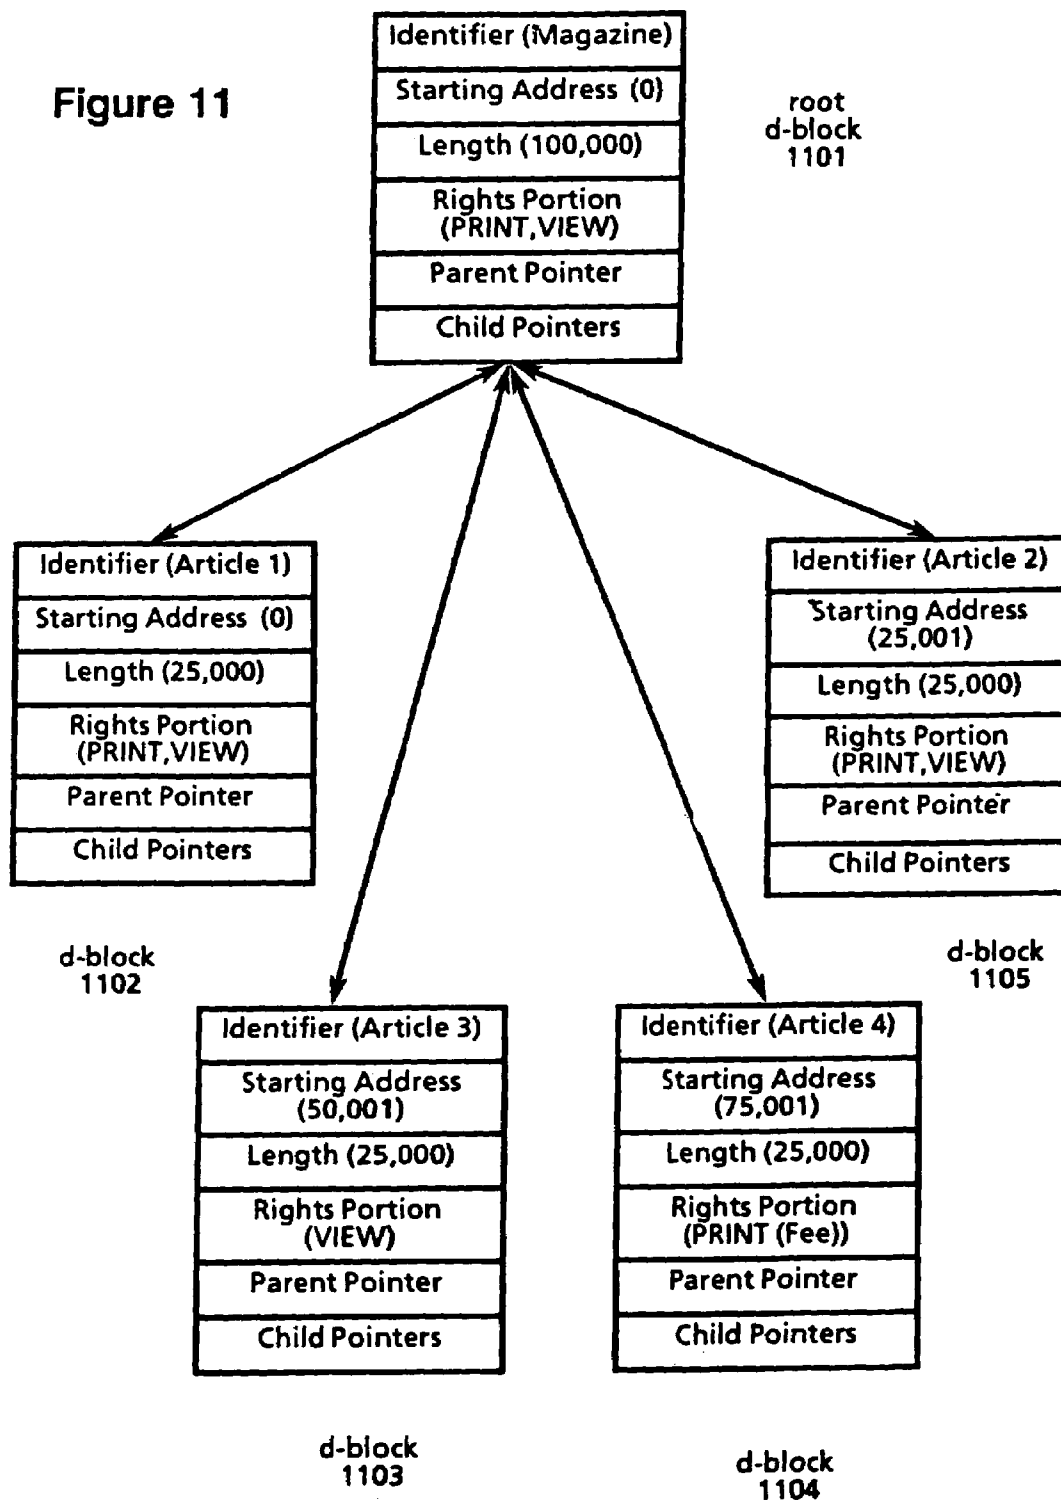 Figure 11
Identifier (Magazine)
Starting Address (0)
Length (100,000)
Rights Portion
(PRINT,VIEW)
Parent Pointer
Child Pointers
root
d-block
1101
Identifier (Article 1)
Starting Address (0)
Length (25,000)
Rights Portion
(PRINT,VIEW)
Parent Pointer
Child Pointers
d-block
1102
Identifier (Article 2)
Starting Address
(25,001)
Length (25,000)
Rights Portion
(PRINT,VIEW)
Parent Pointer
Child Pointers
d-block
1105
Identifier (Article 3)
Starting Address
(50,001)
Length (25,000)
Rights Portion
(VIEW)
Parent Pointer
Child Pointers
d-block
1103
Identifier (Article 4)
Starting Address
(75,001)
Length (25,000)
Rights Portion
(PRINT (Fee))
Parent Pointer
Child Pointers
d-block
1104